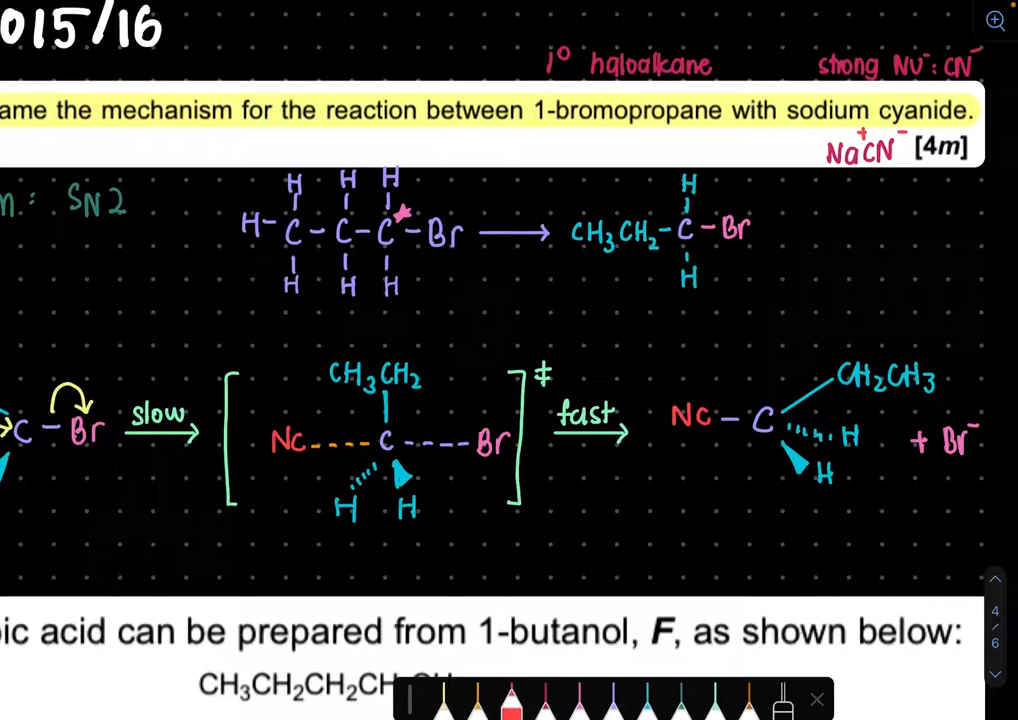 015/16
1° haloalkane strong Nu⁻: CN⁻
ame the mechanism for the reaction between 1-bromopropane with sodium cyanide.
Na⁺CN⁻ [4m]
: SN2
H H H
H-C-C-C-Br ⟶ CH₃CH₂-C-Br
H H H
H
H
C-Br slow [ NC----C----Br ]‡ fast NC-C + Br⁻
CH₃CH₂
H H
CH₂CH₃
H
H
ic acid can be prepared from 1-butanol, F, as shown below:
CH₃CH₂CH₂CH
4
/
6